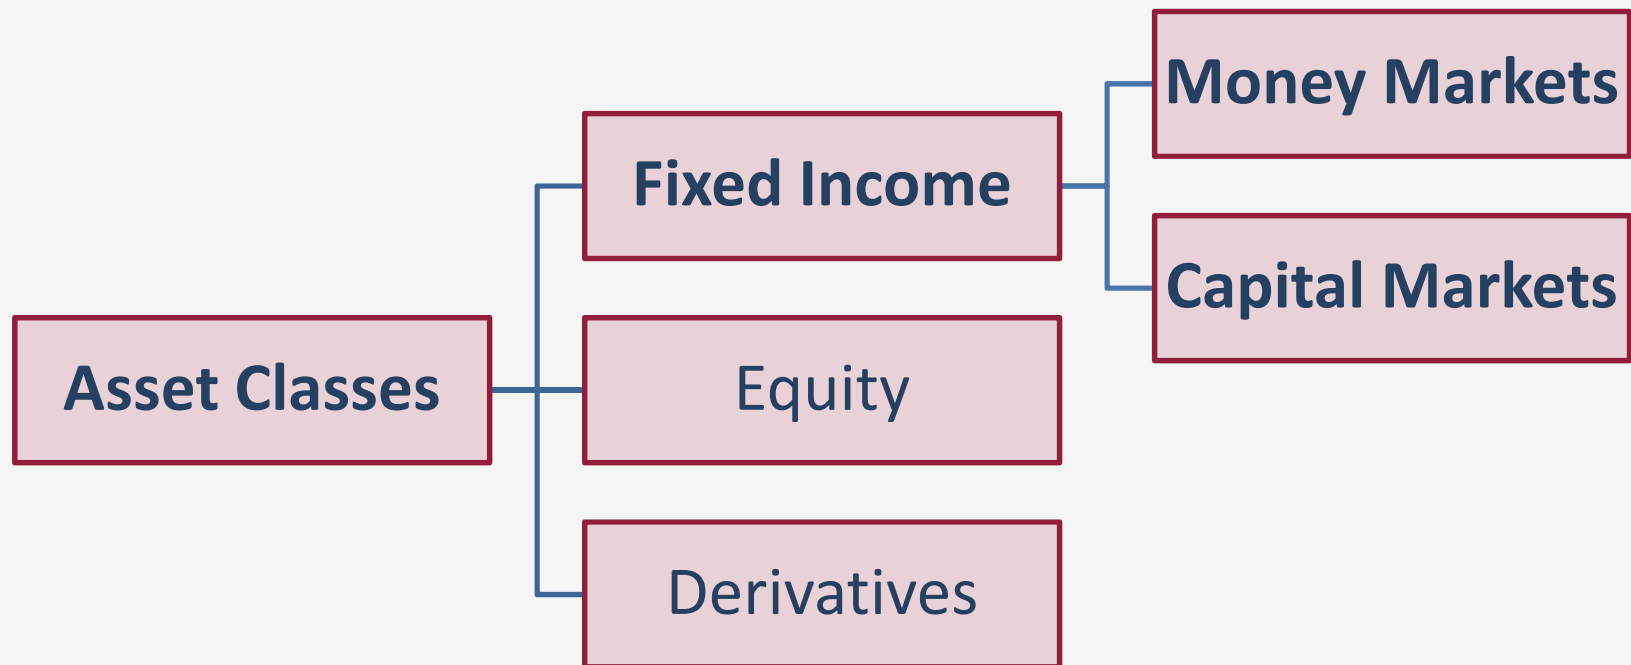 Asset Classes
Fixed Income
Money Markets
Capital Markets
Equity
Derivatives